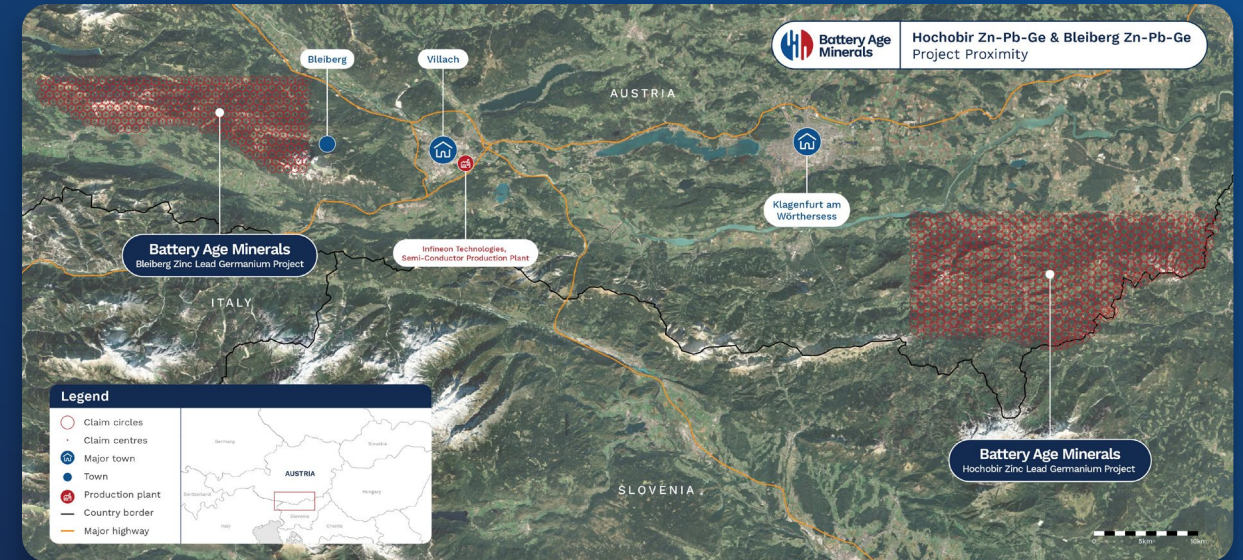 Battery Age
Minerals
Hochobir Zn-Pb-Ge & Bleiberg Zn-Pb-Ge
Project Proximity
Bleiberg
Villach
AUSTRIA
Klagenfurt am
Wörthersess
Battery Age Minerals
Bleiberg Zinc Lead Germanium Project
Infineon Technologies,
Semi-Conductor Production Plant
ITALY
Legend
Claim circles
Claim centres
Major town
Town
Production plant
Country border
Major highway
Germany
Slovakia
AUSTRIA
Switzerland
Hungary
Slovenia
Italy
Croatia
Battery Age Minerals
Hochobir Zinc Lead Germanium Project
SLOVENIA
0
5km
10km